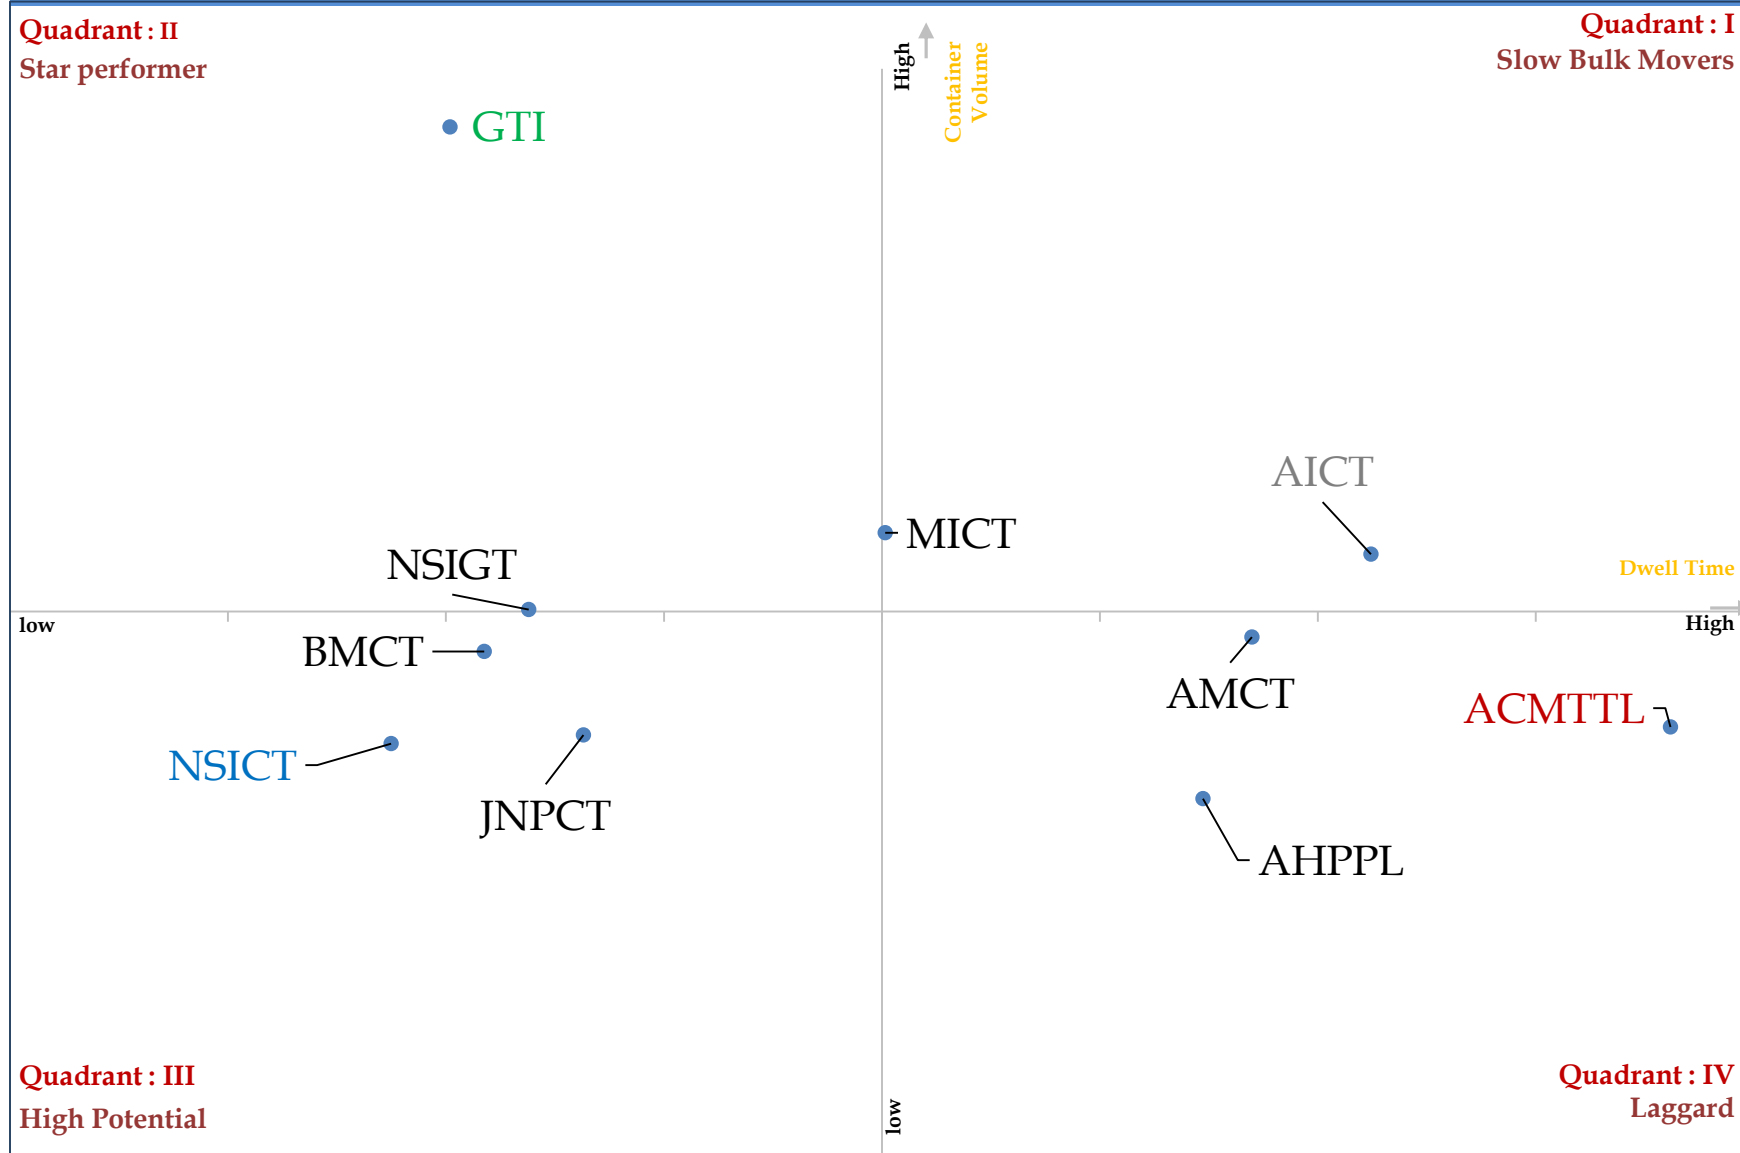 Quadrant : II
Star performer
Quadrant : I
Slow Bulk Movers
High
Container
Volume
GTI
AICT
MICT
NSIGT
Dwell Time
low
High
BMCT
AMCT
ACMTTL
NSICT
JNPCT
AHPPL
Quadrant : III
High Potential
low
Quadrant : IV
Laggard